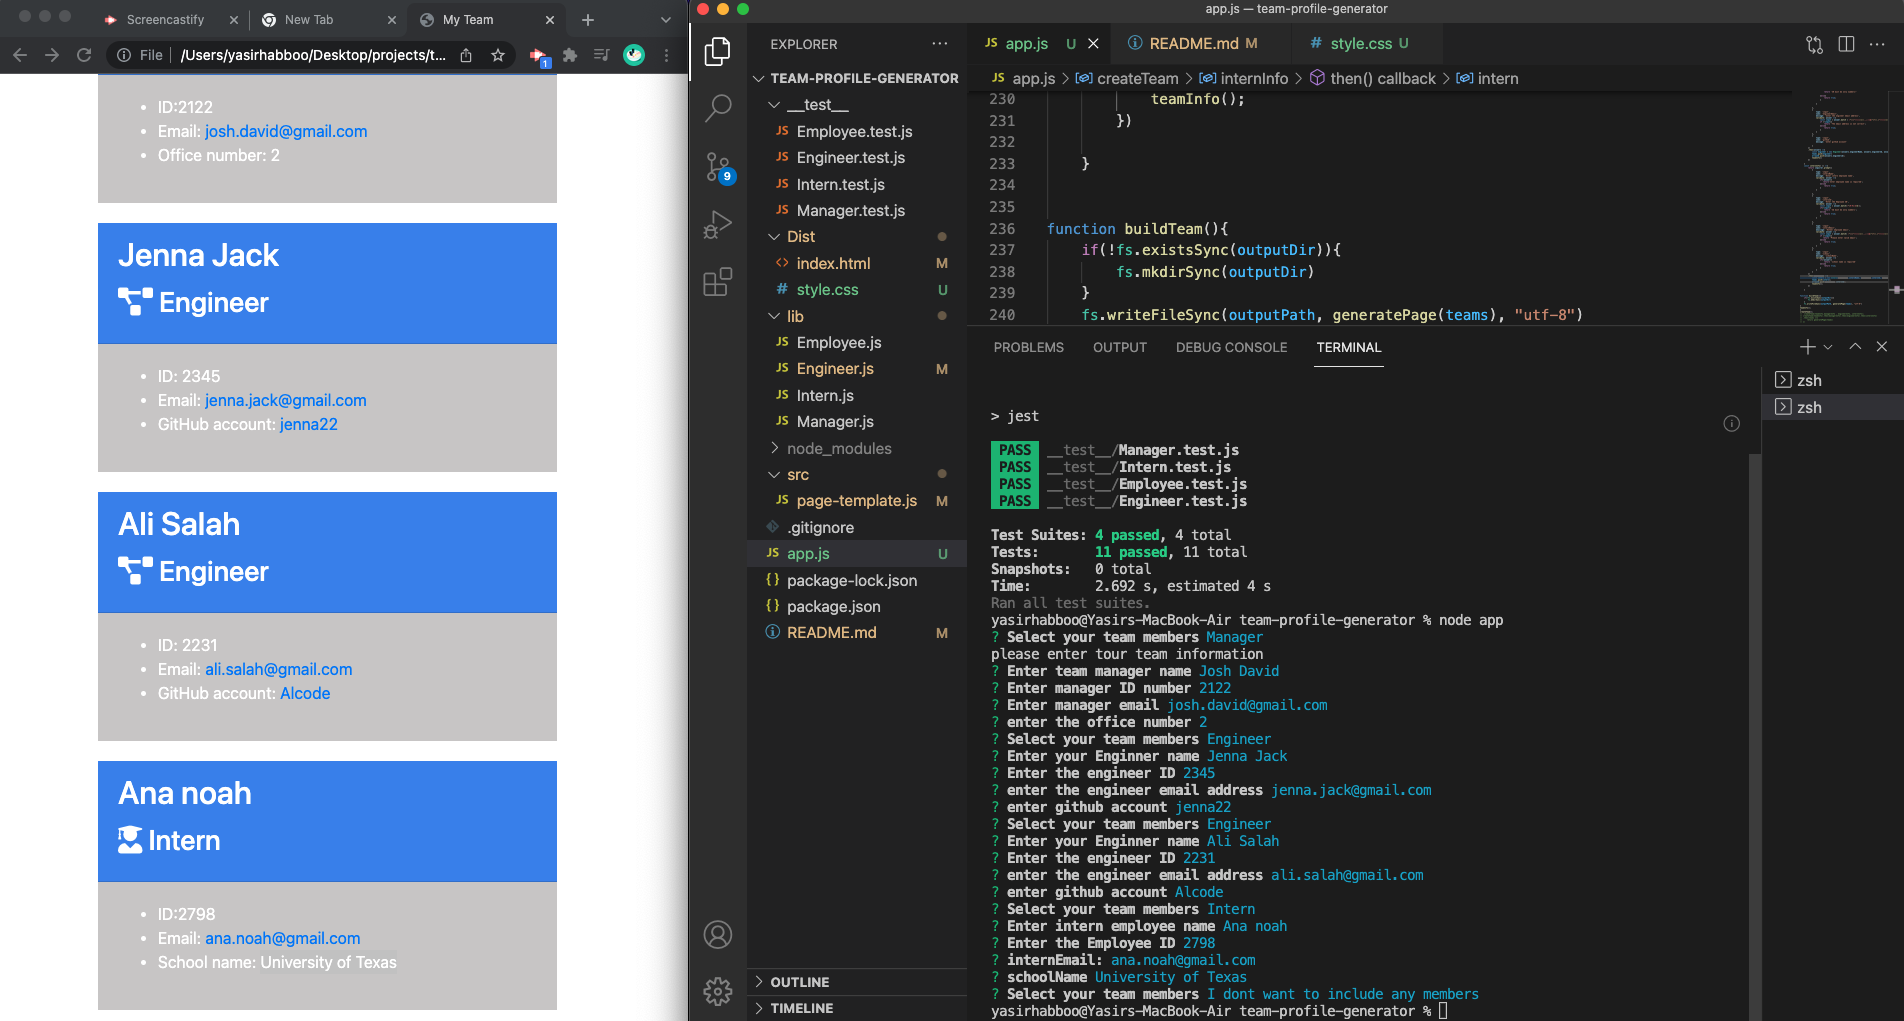 Screencastify
New Tab
My Team
File
/Users/yasirhabboo/Desktop/projects/t...
1
ID:2122
Email: josh.david@gmail.com
Office number: 2
Jenna Jack
Engineer
ID: 2345
Email: jenna.jack@gmail.com
GitHub account: jenna22
Ali Salah
Engineer
ID: 2231
Email: ali.salah@gmail.com
GitHub account: Alcode
Ana noah
Intern
ID:2798
Email: ana.noah@gmail.com
School name: University of Texas
app.js — team-profile-generator
9
EXPLORER
TEAM-PROFILE-GENERATOR
__test__
JS Employee.test.js
JS Engineer.test.js
JS Intern.test.js
JS Manager.test.js
Dist
<> index.html M
# style.css U
lib
JS Employee.js
JS Engineer.js M
JS Intern.js
JS Manager.js
node_modules
src
JS page-template.js M
.gitignore
JS app.js U
{} package-lock.json
{} package.json
README.md M
OUTLINE
TIMELINE
JS app.js U
README.md M
# style.css U
JS app.js > createTeam > internInfo > then() callback > intern
230 teamInfo();
231 })
232
233 }
234
235
236 function buildTeam(){
237 if(!fs.existsSync(outputDir)){
238 fs.mkdirSync(outputDir)
239 }
240 fs.writeFileSync(outputPath, generatePage(teams), "utf-8")
PROBLEMS OUTPUT DEBUG CONSOLE TERMINAL
zsh
zsh
> jest
PASS __test__/Manager.test.js
PASS __test__/Intern.test.js
PASS __test__/Employee.test.js
PASS __test__/Engineer.test.js
Test Suites: 4 passed, 4 total
Tests: 11 passed, 11 total
Snapshots: 0 total
Time: 2.692 s, estimated 4 s
Ran all test suites.
yasirhabboo@Yasirs-MacBook-Air team-profile-generator % node app
? Select your team members Manager
please enter tour team information
? Enter team manager name Josh David
? Enter manager ID number 2122
? Enter manager email josh.david@gmail.com
? enter the office number 2
? Select your team members Engineer
? Enter your Enginner name Jenna Jack
? Enter the engineer ID 2345
? enter the engineer email address jenna.jack@gmail.com
? enter github account jenna22
? Select your team members Engineer
? Enter your Enginner name Ali Salah
? Enter the engineer ID 2231
? enter the engineer email address ali.salah@gmail.com
? enter github account Alcode
? Select your team members Intern
? Enter intern employee name Ana noah
? Enter the Employee ID 2798
? internEmail: ana.noah@gmail.com
? schoolName University of Texas
? Select your team members I dont want to include any members
yasirhabboo@Yasirs-MacBook-Air team-profile-generator %